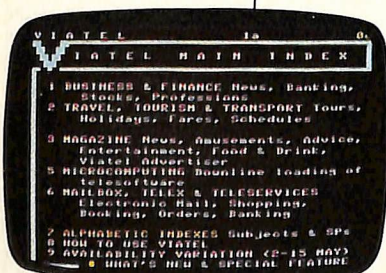 VIATEL 1a 0c
VIATEL MAIN INDEX
1 BUSINESS & FINANCE News, Banking,
Stocks, Professions
2 TRAVEL, TOURISM & TRANSPORT Tours,
Holidays, Fares, Schedules
3 MAGAZINE News, Amusements, Advice,
Entertainment, Food & Drink,
Viatel Advertiser
5 MICROCOMPUTING Downline loading of
telesoftware
6 MAILBOX, TELEX & TELESERVICES
Electronic Mail, Shopping,
Booking, Orders, Banking
7 ALPHABETIC INDEXES Subjects & SPs
8 HOW TO USE VIATEL
9 AVAILABILITY VARIATION (2-15 MAY)
0 WHAT'S NEW & SPECIAL FEATURE